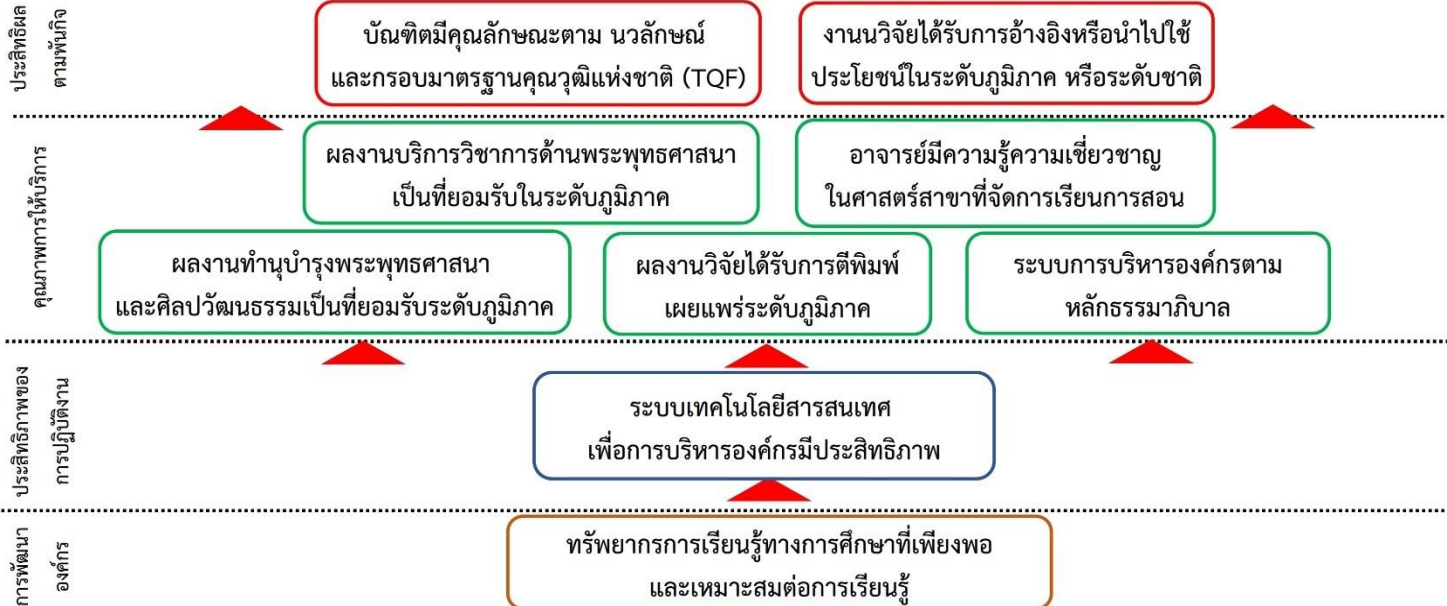 ประสิทธิผล
ตามพันกิจ
บัณฑิตมีคุณลักษณะตาม นวลักษณ์
และกรอบมาตรฐานคุณวุฒิแห่งชาติ (TQF)
งานนวิจัยได้รับการอ้างอิงหรือนำไปใช้
ประโยชน์ในระดับภูมิภาค หรือระดับชาติ
คุณภาพการให้บริการ
ผลงานบริการวิชาการด้านพระพุทธศาสนา
เป็นที่ยอมรับในระดับภูมิภาค
อาจารย์มีความรู้ความเชี่ยวชาญ
ในศาสตร์สาขาที่จัดการเรียนการสอน
ผลงานทำนุบำรุงพระพุทธศาสนา
และศิลปวัฒนธรรมเป็นที่ยอมรับระดับภูมิภาค
ผลงานวิจัยได้รับการตีพิมพ์
เผยแพร่ระดับภูมิภาค
ระบบการบริหารองค์กรตาม
หลักธรรมาภิบาล
ประสิทธิภาพของ
การปฏิบัติงาน
ระบบเทคโนโลยีสารสนเทศ
เพื่อการบริหารองค์กรมีประสิทธิภาพ
การพัฒนา
องค์กร
ทรัพยากรการเรียนรู้ทางการศึกษาที่เพียงพอ
และเหมาะสมต่อการเรียนรู้